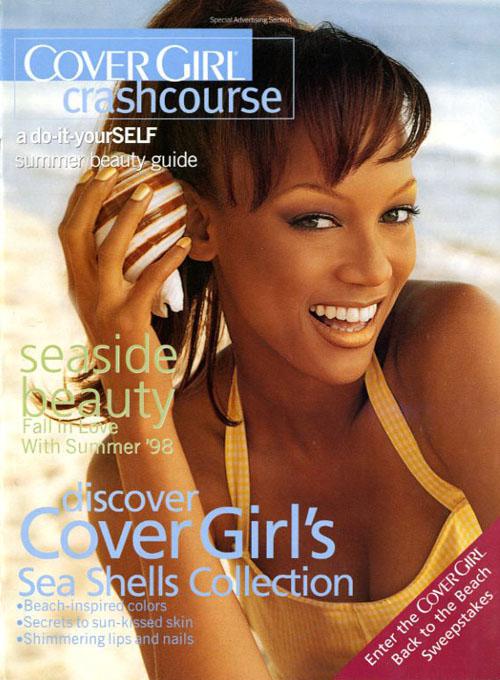 Special Advertising Section
COVER GIRL®
crashcourse
a do-it-yourSELF
summer beauty guide
seaside
beauty
Fall in Love
With Summer '98
discover
Cover Girl's
Sea Shells Collection
•Beach-inspired colors
•Secrets to sun-kissed skin
•Shimmering lips and nails
Enter the COVER GIRL
Back to the Beach
Sweepstakes